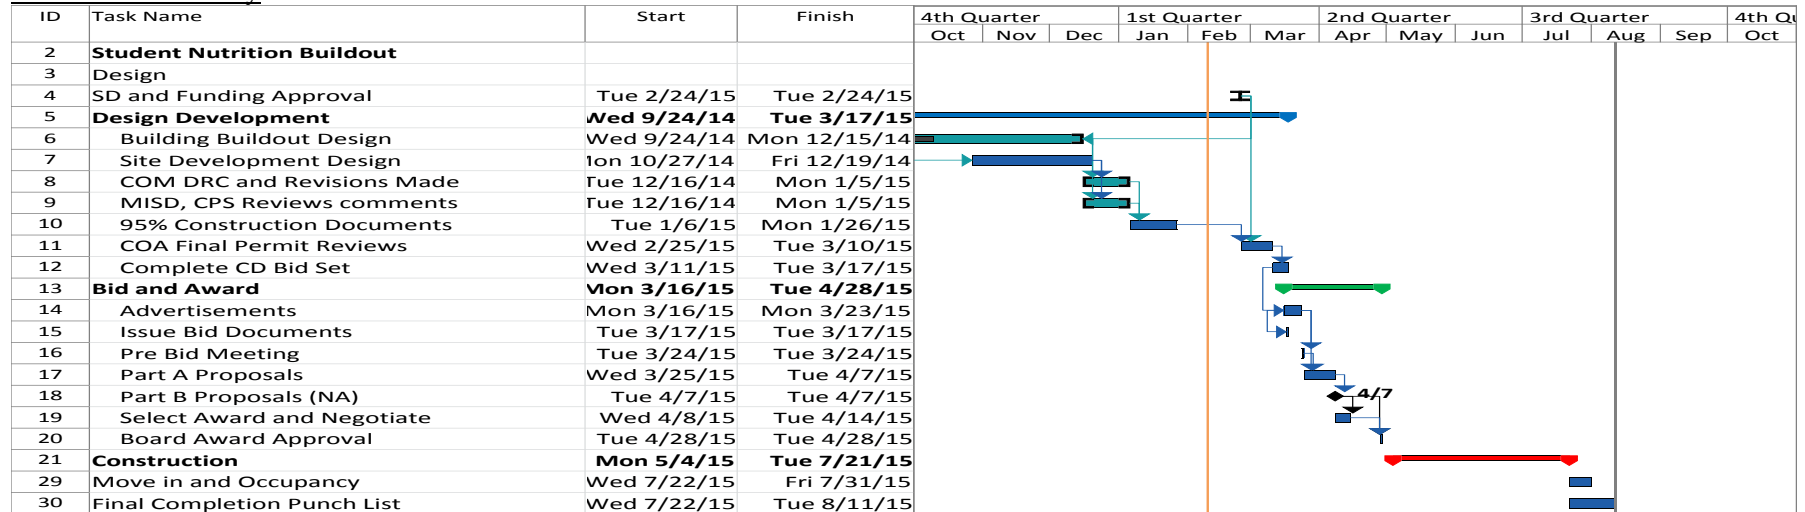 ID Task Name Start Finish 4th Quarter 1st Quarter 2nd Quarter 3rd Quarter 4th Qu
Oct Nov Dec Jan Feb Mar Apr May Jun Jul Aug Sep Oct
2 Student Nutrition Buildout
3 Design
4 SD and Funding Approval Tue 2/24/15 Tue 2/24/15
5 Design Development Wed 9/24/14 Tue 3/17/15
6 Building Buildout Design Wed 9/24/14 Mon 12/15/14
7 Site Development Design Mon 10/27/14 Fri 12/19/14
8 COM DRC and Revisions Made Tue 12/16/14 Mon 1/5/15
9 MISD, CPS Reviews comments Tue 12/16/14 Mon 1/5/15
10 95% Construction Documents Tue 1/6/15 Mon 1/26/15
11 COA Final Permit Reviews Wed 2/25/15 Tue 3/10/15
12 Complete CD Bid Set Wed 3/11/15 Tue 3/17/15
13 Bid and Award Mon 3/16/15 Tue 4/28/15
14 Advertisements Mon 3/16/15 Mon 3/23/15
15 Issue Bid Documents Tue 3/17/15 Tue 3/17/15
16 Pre Bid Meeting Tue 3/24/15 Tue 3/24/15
17 Part A Proposals Wed 3/25/15 Tue 4/7/15
18 Part B Proposals (NA) Tue 4/7/15 Tue 4/7/15 4/7
19 Select Award and Negotiate Wed 4/8/15 Tue 4/14/15
20 Board Award Approval Tue 4/28/15 Tue 4/28/15
21 Construction Mon 5/4/15 Tue 7/21/15
29 Move in and Occupancy Wed 7/22/15 Fri 7/31/15
30 Final Completion Punch List Wed 7/22/15 Tue 8/11/15